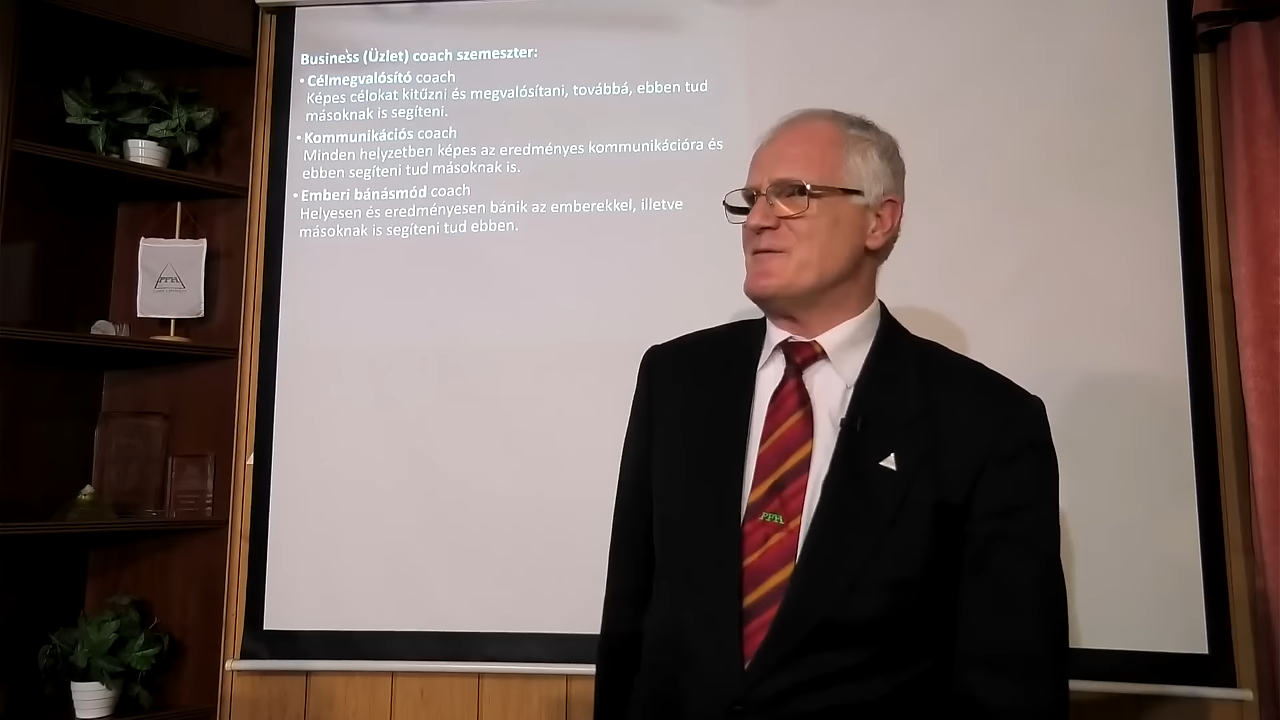 Business (Üzlet) coach szemeszter:
• Célmegvalósító coach
Képes célokat kitűzni és megvalósítani, továbbá, ebben tud
másoknak is segíteni.
• Kommunikációs coach
Minden helyzetben képes az eredményes kommunikációra és
ebben segíteni tud másoknak is.
• Emberi bánásmód coach
Helyesen és eredményesen bánik az emberekkel, illetve
másoknak is segíteni tud ebben.
PFH
PFH